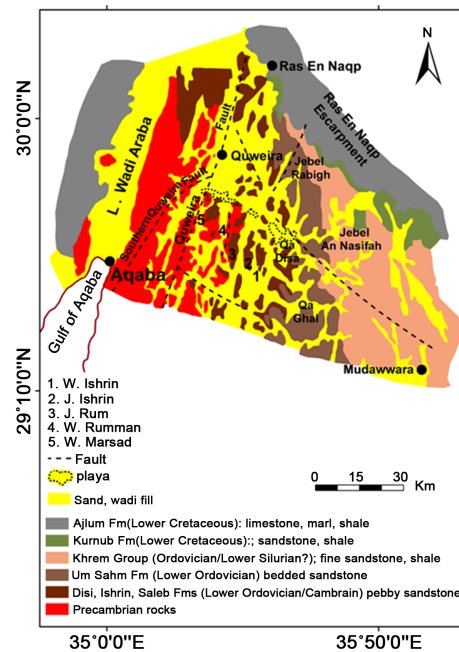 Ras En Naqp
30°0'0"N
Ras En Naqp
Escarpment
Fault
Quweira
Jebel
Rabigh
L. Wadi Araba
Southern Quweira Fault
Quweira
5
4
3
2
1
Qa
Disa
Jebel
An Nasifah
Aqaba
Gulf of Aqaba
Qa
Ghal
Mudawwara
29°10'0"N
1. W. Ishrin
2. J. Ishrin
3. J. Rum
4. W. Rumman
5. W. Marsad
Fault
playa
Sand, wadi fill
0 15 30
Km
Ajlum Fm(Lower Cretaceous): limestone, marl, shale
Kurnub Fm(Lower Cretaceous):; sandstone, shale
Khrem Group (Ordovician/Lower Silurian?); fine sandstone, shale
Um Sahm Fm (Lower Ordovician) bedded sandstone
Disi, Ishrin, Saleb Fms (Lower Ordovician/Cambrain) pebby sandstone
Precambrian rocks
35°0'0"E
35°50'0"E
N